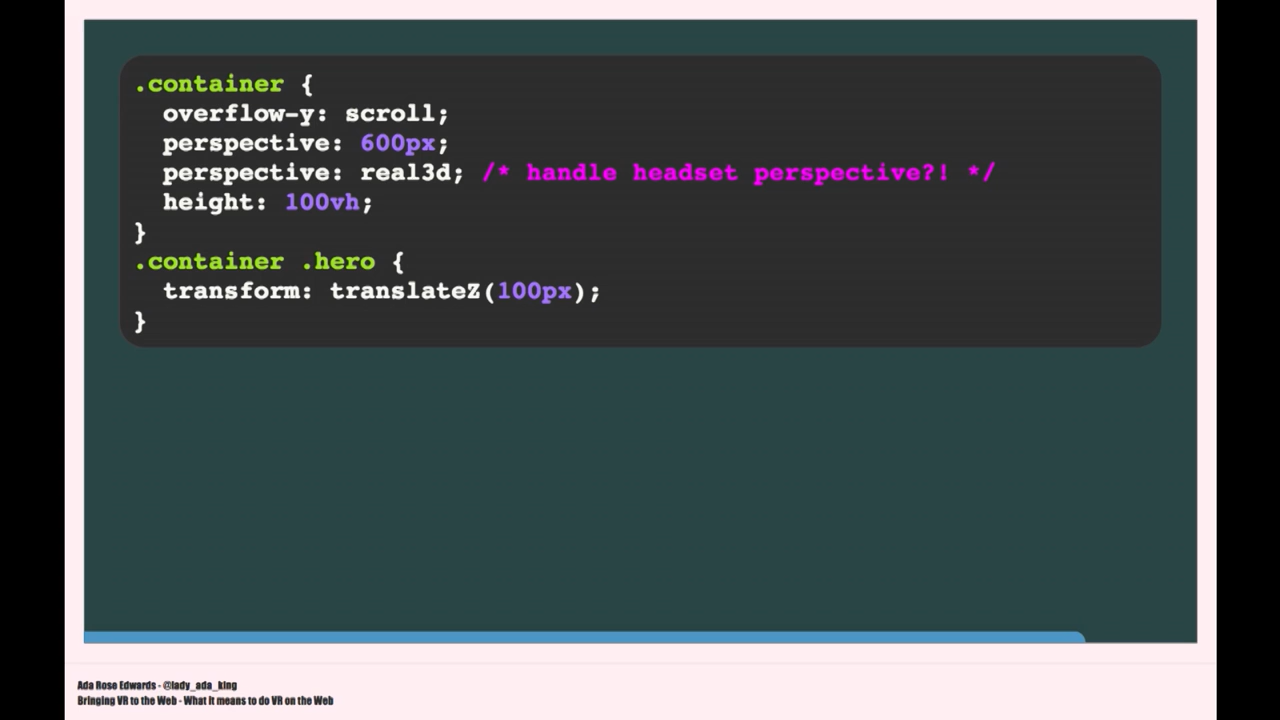 .container {
  overflow-y: scroll;
  perspective: 600px;
  perspective: real3d; /* handle headset perspective?! */
  height: 100vh;
}
.container .hero {
  transform: translateZ(100px);
}
Ada Rose Edwards - @lady_ada_king
Bringing VR to the Web - What it means to do VR on the Web